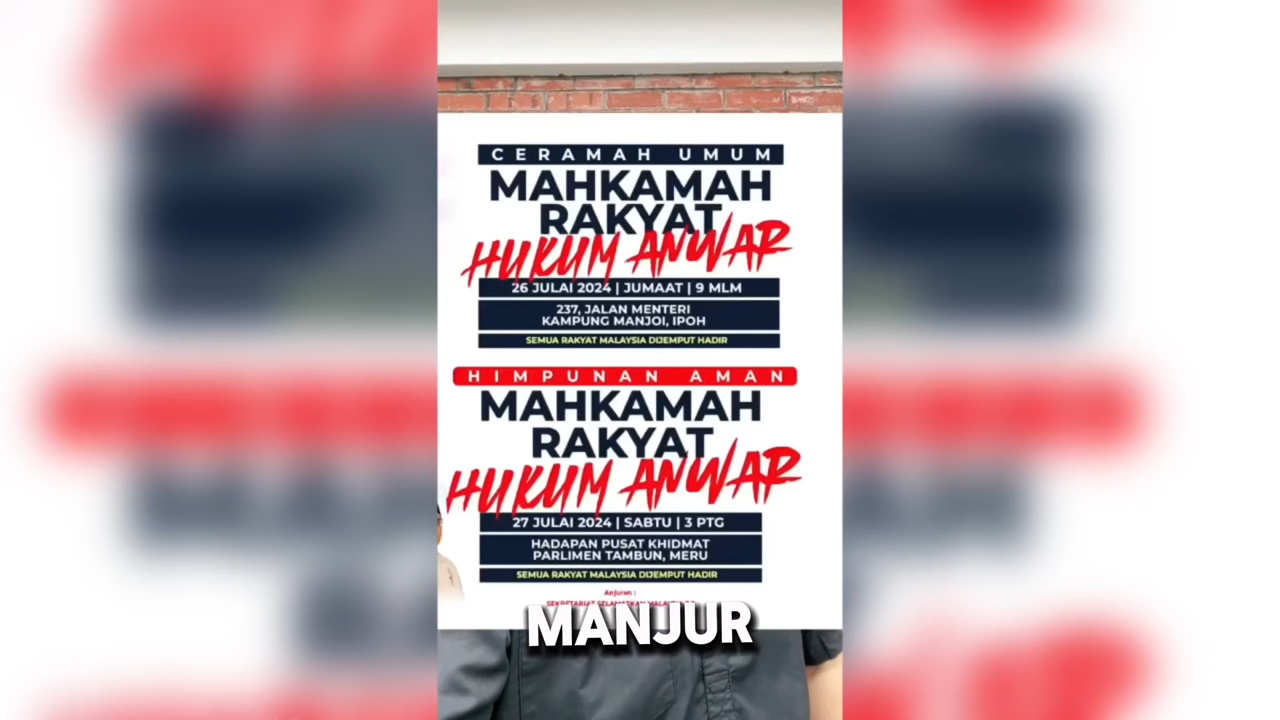 CERAMAH UMUM
MAHKAMAH
RAKYAT
HUKUM ANWAR
26 JULAI 2024 | JUMAAT | 9 MLM
237, JALAN MENTERI
KAMPUNG MANJOI, IPOH
SEMUA RAKYAT MALAYSIA DIJEMPUT HADIR
HIMPUNAN AMAN
MAHKAMAH
RAKYAT
HUKUM ANWAR
27 JULAI 2024 | SABTU | 3 PTG
HADAPAN PUSAT KHIDMAT
PARLIMEN TAMBUN, MERU
SEMUA RAKYAT MALAYSIA DIJEMPUT HADIR
Anjuran :
SEKRETARIAT SELAMATKAN
MANJUR